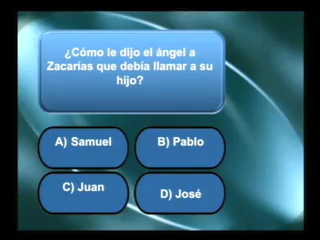 ¿Cómo le dijo el ángel a
Zacarías que debía llamar a su
hijo?
A) Samuel
B) Pablo
C) Juan
D) José